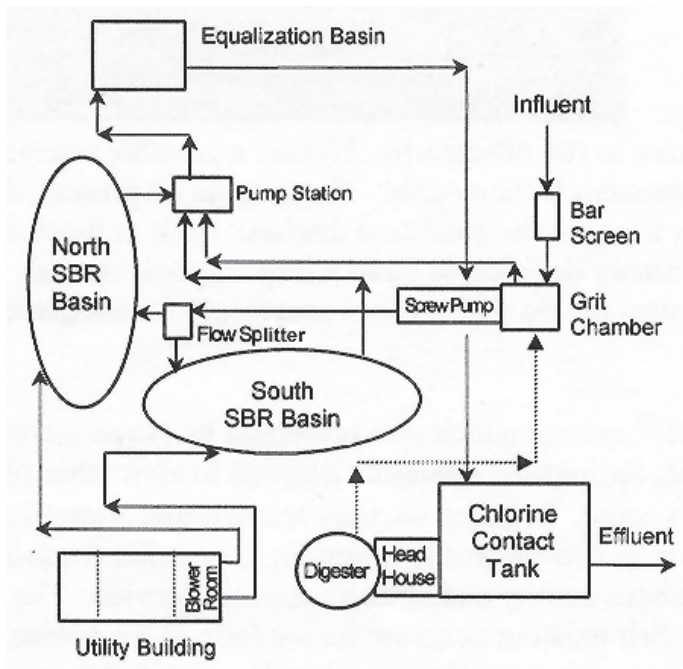 Equalization Basin
Influent
Pump Station
Bar
Screen
North
SBR
Basin
Screw Pump
Grit
Chamber
Flow Splitter
South
SBR Basin
Chlorine
Contact
Tank
Effluent
Digester
Head
House
Blower
Room
Utility Building